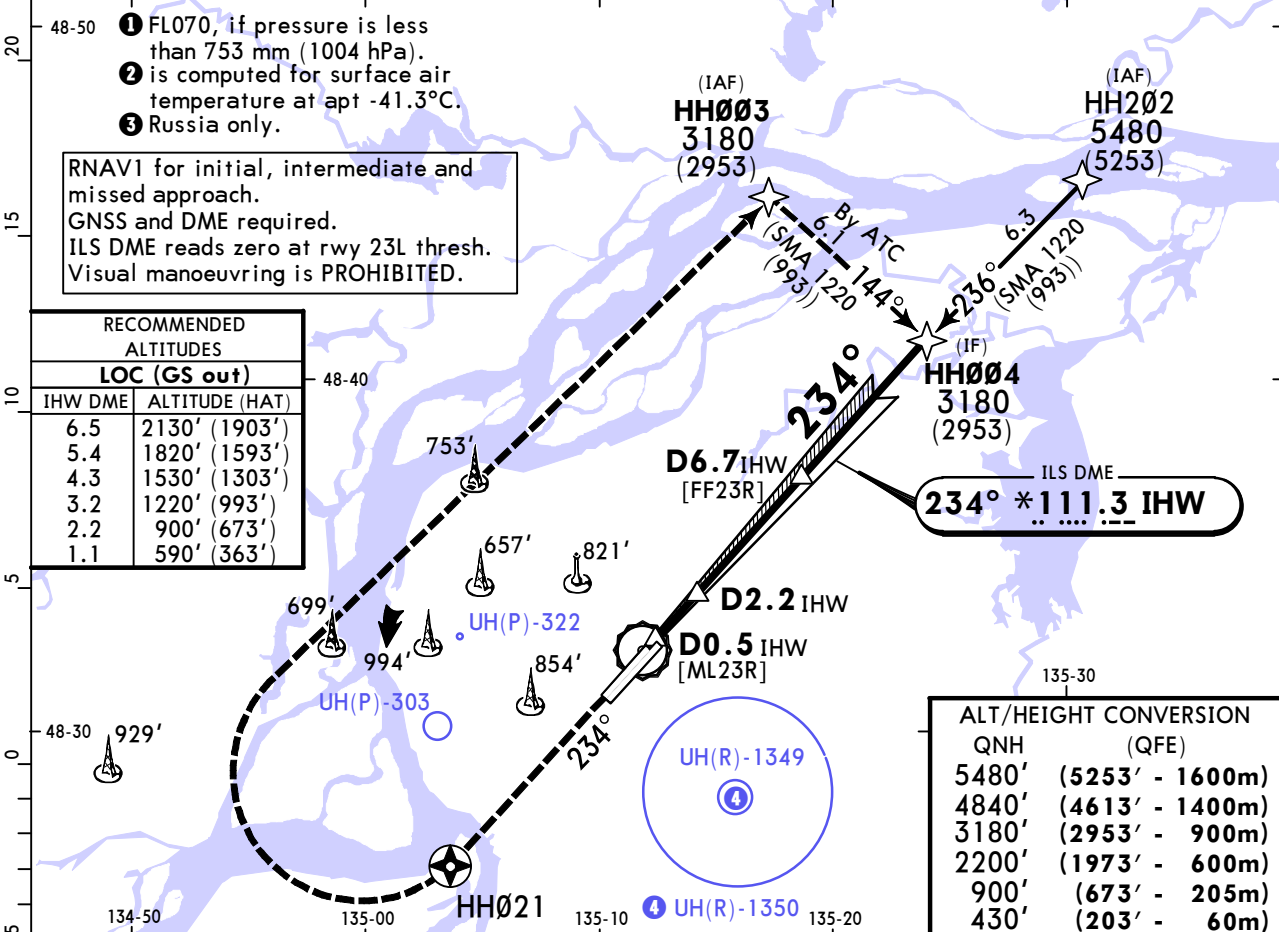 48-50
❶ FL070, if pressure is less
than 753 mm (1004 hPa).
❷ is computed for surface air
temperature at apt -41.3°C.
❸ Russia only.
RNAV1 for initial, intermediate and
missed approach.
GNSS and DME required.
ILS DME reads zero at rwy 23L thresh.
Visual manoeuvring is PROHIBITED.
RECOMMENDED
ALTITUDES
LOC (GS out)
IHW DME ALTITUDE (HAT)
6.5 2130' (1903')
5.4 1820' (1593')
4.3 1530' (1303')
3.2 1220' (993')
2.2 900' (673')
1.1 590' (363')
20
15
10
5
0
5
48-40
48-30
(IAF)
HHØØ3
3180
(2953)
(IAF)
HH2Ø2
5480
(5253)
By ATC
6.1
(SMA 1220
(993))
144°
6.3
236°
(SMA 1220
(993))
(IF)
HHØØ4
3180
(2953)
234°
D6.7 IHW
[FF23R]
ILS DME
234° *111.3 IHW
D2.2 IHW
D0.5 IHW
[ML23R]
753'
657'
821'
699'
994'
854'
929'
UH(P)-322
UH(P)-303
234°
HHØ21
UH(R)-1349
4
4 UH(R)-1350
134-50
135-00
135-10
135-20
135-30
ALT/HEIGHT CONVERSION
QNH (QFE)
5480' (5253' - 1600m)
4840' (4613' - 1400m)
3180' (2953' - 900m)
2200' (1973' - 600m)
900' (673' - 205m)
430' (203' - 60m)